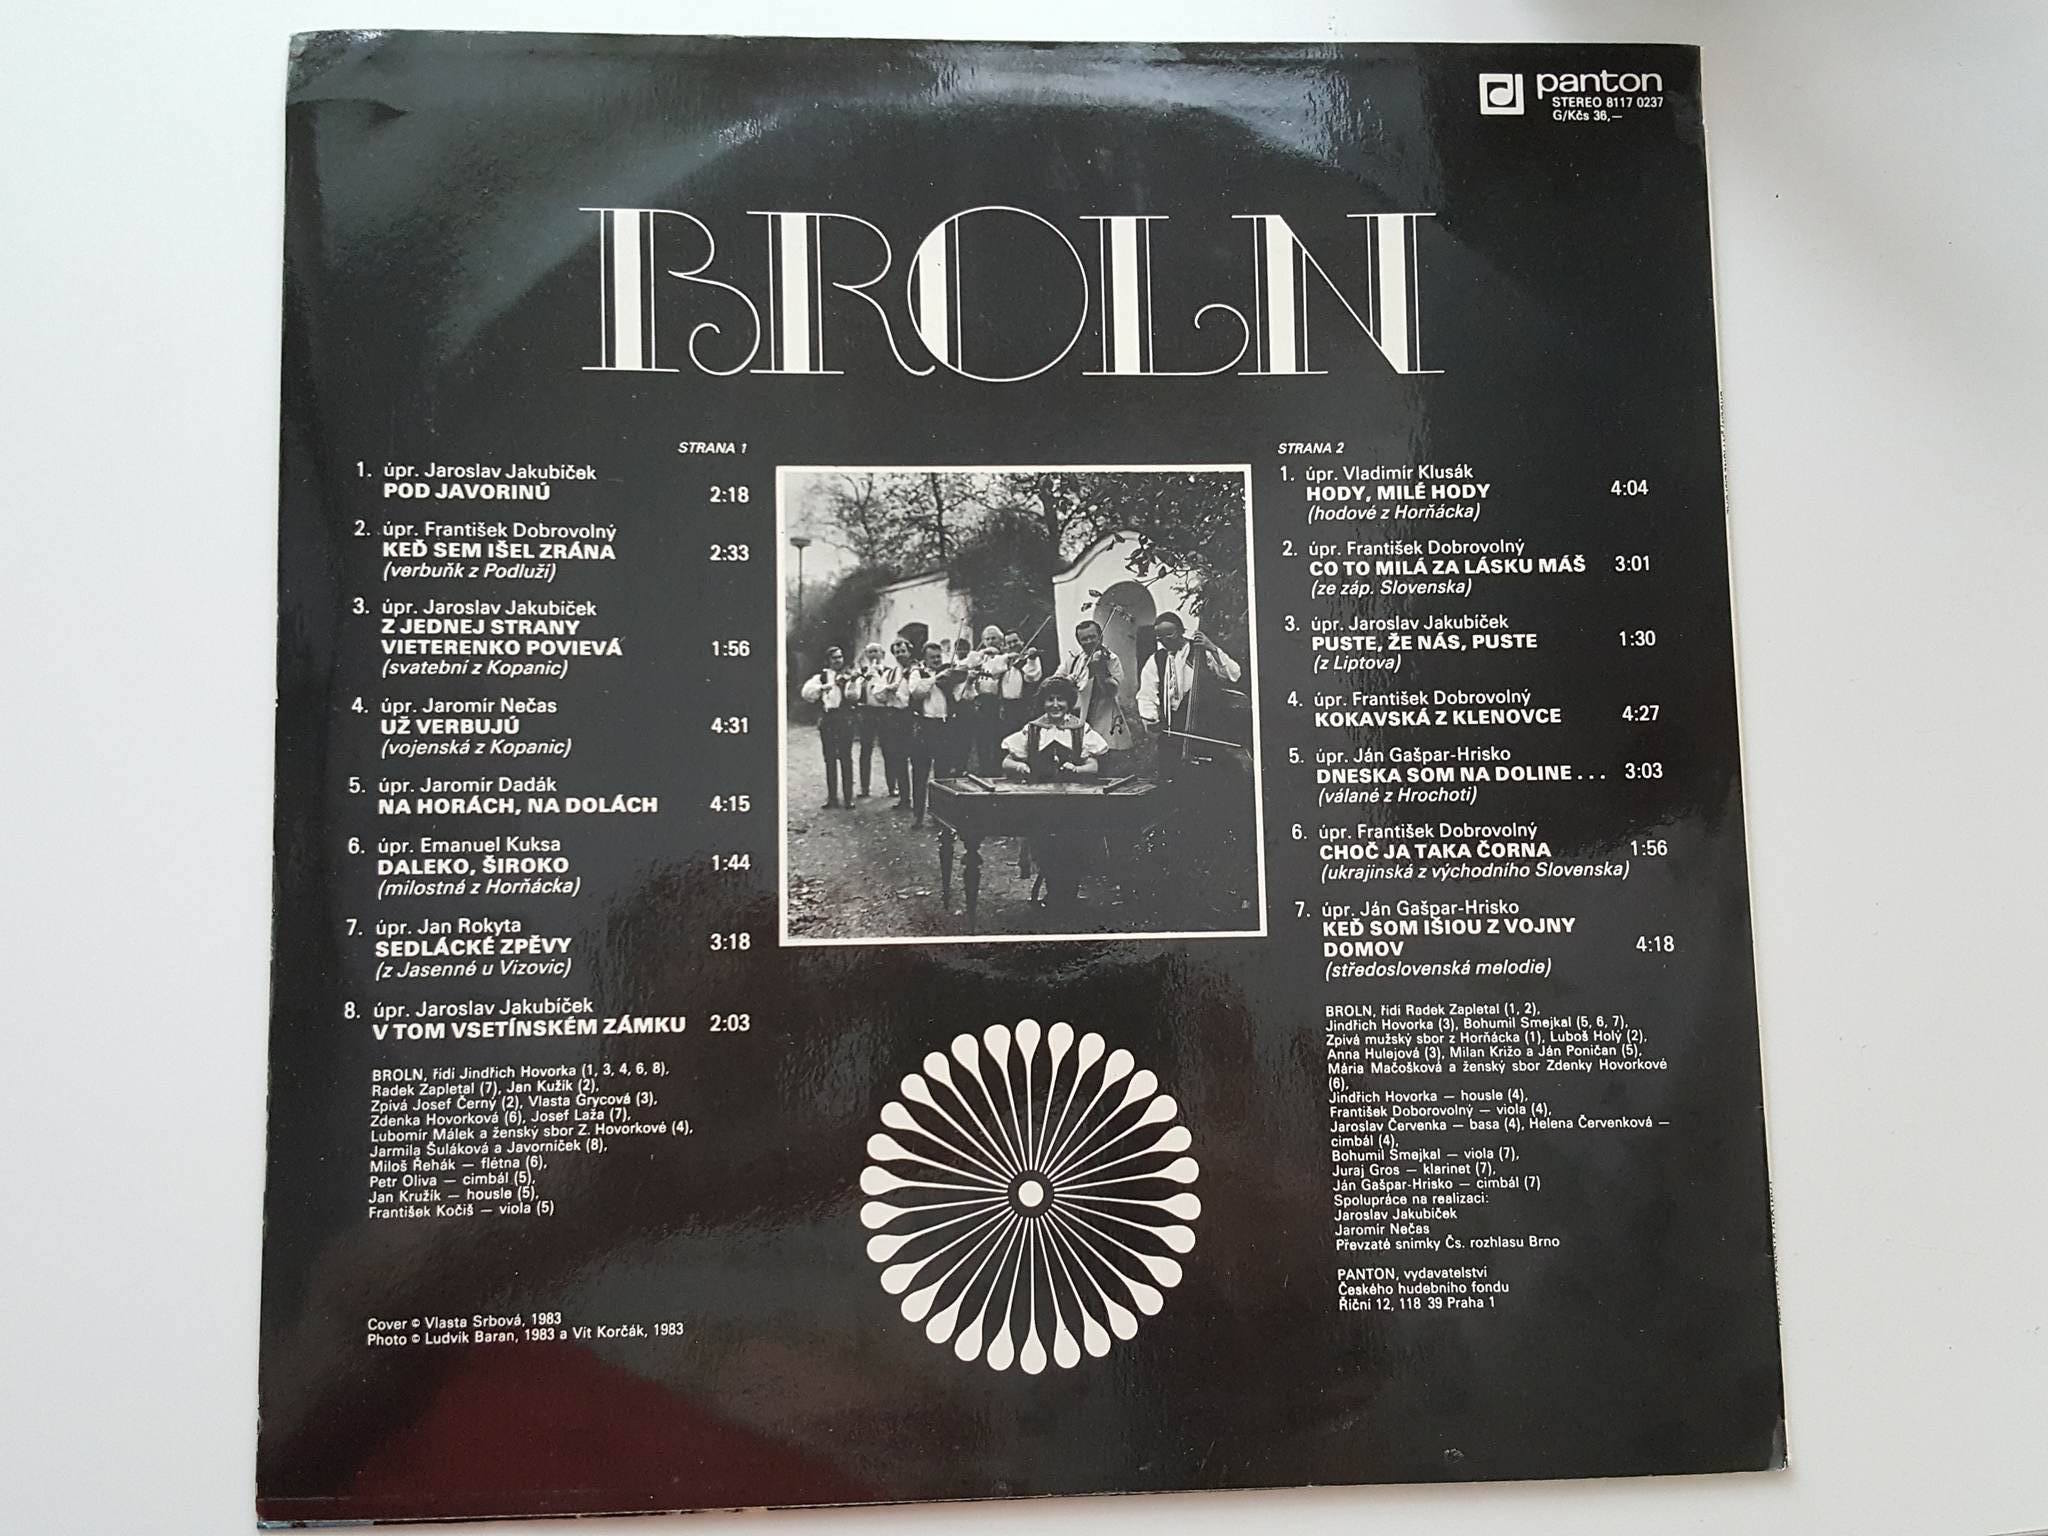 panton
STEREO 8117 0237
G/Kčs 36,—
BROLN
STRANA 1
1. úpr. Jaroslav Jakubíček
POD JAVORINÚ 2:18
2. úpr. František Dobrovolný
KEĎ SEM IŠEL ZRÁNA 2:33
(verbuňk z Podluží)
3. úpr. Jaroslav Jakubíček
Z JEDNEJ STRANY
VIETERENKO POVIEVÁ 1:56
(svatební z Kopanic)
4. úpr. Jaromír Nečas
UŽ VERBUJÚ 4:31
(vojenská z Kopanic)
5. úpr. Jaromír Dadák
NA HORÁCH, NA DOLÁCH 4:15
6. úpr. Emanuel Kuksa
DALEKO, ŠIROKO 1:44
(milostná z Horňácka)
7. úpr. Jan Rokyta
SEDLÁCKÉ ZPĚVY 3:18
(z Jasenné u Vizovic)
8. úpr. Jaroslav Jakubíček
V TOM VSETÍNSKÉM ZÁMKU 2:03
BROLN, řídí Jindřich Hovorka (1, 3, 4, 6, 8),
Radek Zapletal (7), Jan Kužík (2),
Zpívá Josef Černý (2), Vlasta Grycová (3),
Zdenka Hovorková (6), Josef Laža (7),
Lubomír Málek a ženský sbor Z. Hovorkové (4),
Jarmila Šuláková a Javorníček (8),
Miloš Řehák — flétna (6),
Petr Oliva — cimbál (5),
Jan Kružík — housle (5),
František Kočiš — viola (5)
Cover © Vlasta Srbová, 1983
Photo © Ludvík Baran, 1983 a Vít Korčák, 1983
STRANA 2
1. úpr. Vladimír Klusák
HODY, MILÉ HODY 4:04
(hodové z Horňácka)
2. úpr. František Dobrovolný
CO TO MILÁ ZA LÁSKU MÁŠ 3:01
(ze záp. Slovenska)
3. úpr. Jaroslav Jakubíček
PUSTE, ŽE NÁS, PUSTE 1:30
(z Liptova)
4. úpr. František Dobrovolný
KOKAVSKÁ Z KLENOVCE 4:27
5. úpr. Ján Gašpar-Hrisko
DNESKA SOM NA DOLINE . . . 3:03
(válané z Hrochoti)
6. úpr. František Dobrovolný
CHOČ JA TAKA ČORNA 1:56
(ukrajinská z východního Slovenska)
7. úpr. Ján Gašpar-Hrisko
KEĎ SOM IŠIOU Z VOJNY
DOMOV 4:18
(středoslovenská melodie)
BROLN, řídí Radek Zapletal (1, 2),
Jindřich Hovorka (3), Bohumil Smejkal (5, 6, 7),
Zpívá mužský sbor z Horňácka (1), Luboš Holý (2),
Anna Hulejová (3), Milan Križo a Ján Poničan (5),
Mária Mačošková a ženský sbor Zdenky Hovorkové
(6),
Jindřich Hovorka — housle (4),
František Doborovolný — viola (4),
Jaroslav Červenka — basa (4), Helena Červenková —
cimbál (4),
Bohumil Smejkal — viola (7),
Juraj Gros — klarinet (7),
Ján Gašpar-Hrisko — cimbál (7)
Spolupráce na realizaci:
Jaroslav Jakubíček
Jaromír Nečas
Převzaté snímky Čs. rozhlasu Brno
PANTON, vydavatelství
Českého hudebního fondu
Říční 12, 118 39 Praha 1